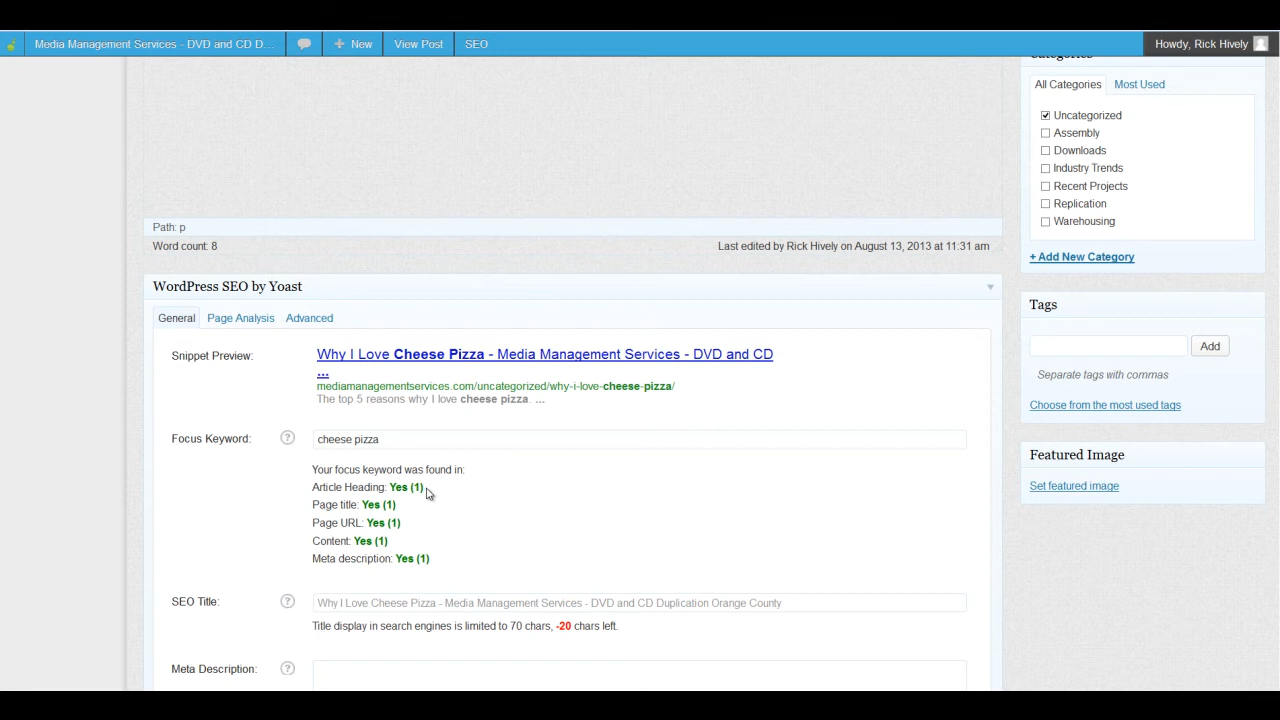 Media Management Services - DVD and CD D...
New
View Post
SEO
Howdy, Rick Hively
Categories
All Categories
Most Used
Uncategorized
Assembly
Downloads
Industry Trends
Recent Projects
Replication
Warehousing
+ Add New Category
Path: p
Word count: 8
Last edited by Rick Hively on August 13, 2013 at 11:31 am
WordPress SEO by Yoast
General
Page Analysis
Advanced
Snippet Preview:
Why I Love Cheese Pizza - Media Management Services - DVD and CD
...
mediamanagementservices.com/uncategorized/why-i-love-cheese-pizza/
The top 5 reasons why I love cheese pizza. ...
Focus Keyword:
?
cheese pizza
Your focus keyword was found in:
Article Heading: Yes (1)
Page title: Yes (1)
Page URL: Yes (1)
Content: Yes (1)
Meta description: Yes (1)
SEO Title:
?
Why I Love Cheese Pizza - Media Management Services - DVD and CD Duplication Orange County
Title display in search engines is limited to 70 chars, -20 chars left.
Meta Description:
?
Tags
Add
Separate tags with commas
Choose from the most used tags
Featured Image
Set featured image